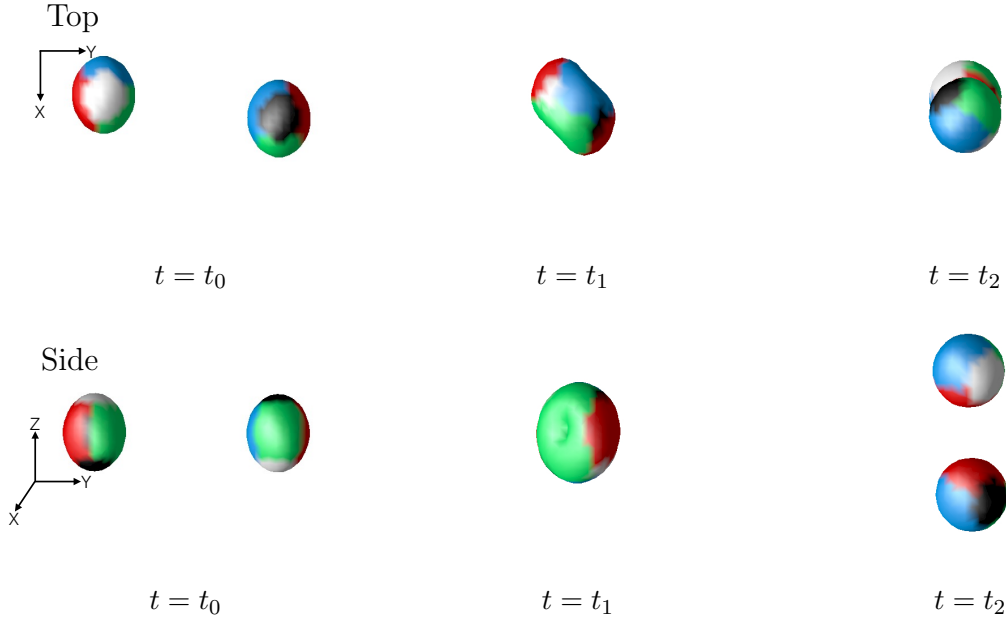 Top
Y
X
t = t₀
t = t₁
t = t₂
Side
Z
Y
X
t = t₀
t = t₁
t = t₂